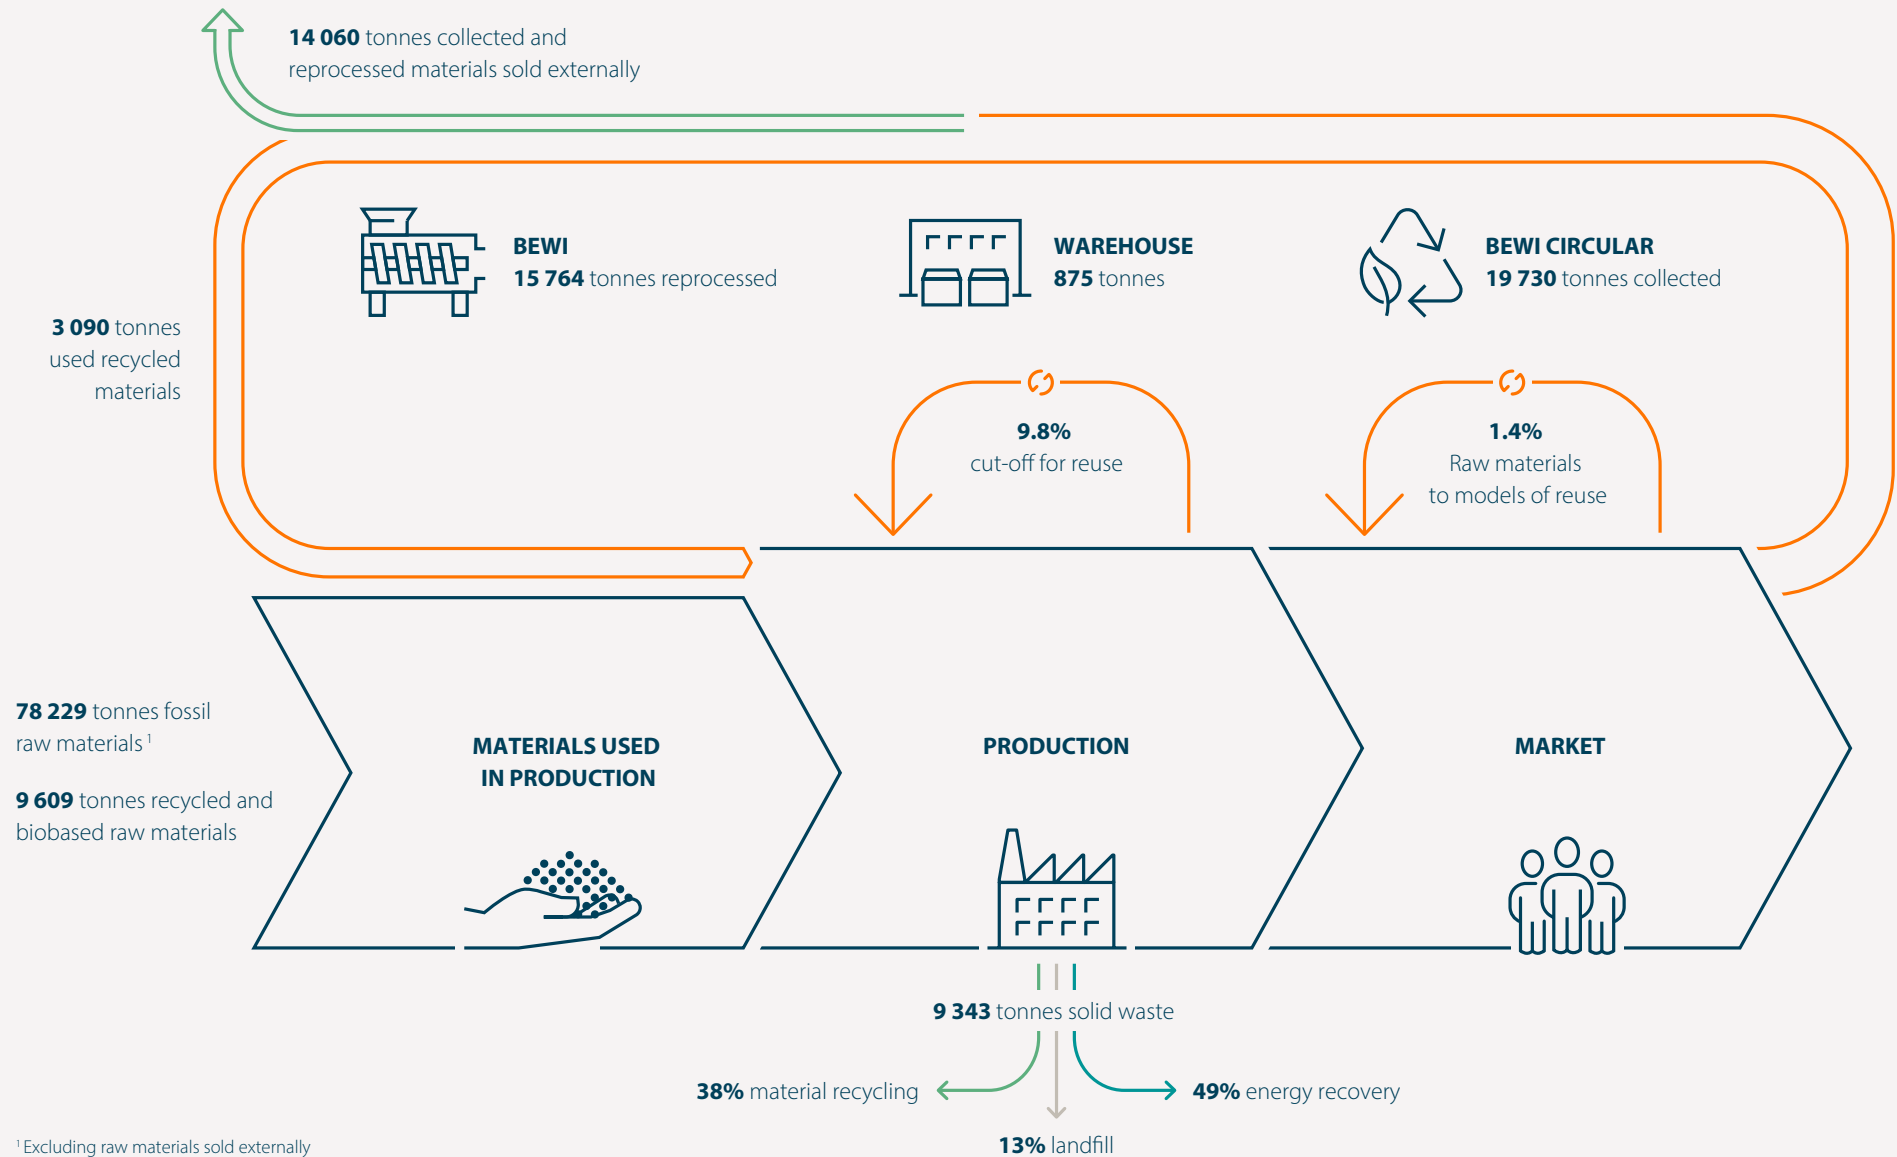 14 060 tonnes collected and
reprocessed materials sold externally
BEWI
15 764 tonnes reprocessed
WAREHOUSE
875 tonnes
BEWI CIRCULAR
19 730 tonnes collected
3 090 tonnes
used recycled
materials
9.8%
cut-off for reuse
1.4%
Raw materials
to models of reuse
78 229 tonnes fossil
raw materials ¹
9 609 tonnes recycled and
biobased raw materials
MATERIALS USED
IN PRODUCTION
PRODUCTION
MARKET
9 343 tonnes solid waste
38% material recycling
49% energy recovery
13% landfill
¹ Excluding raw materials sold externally